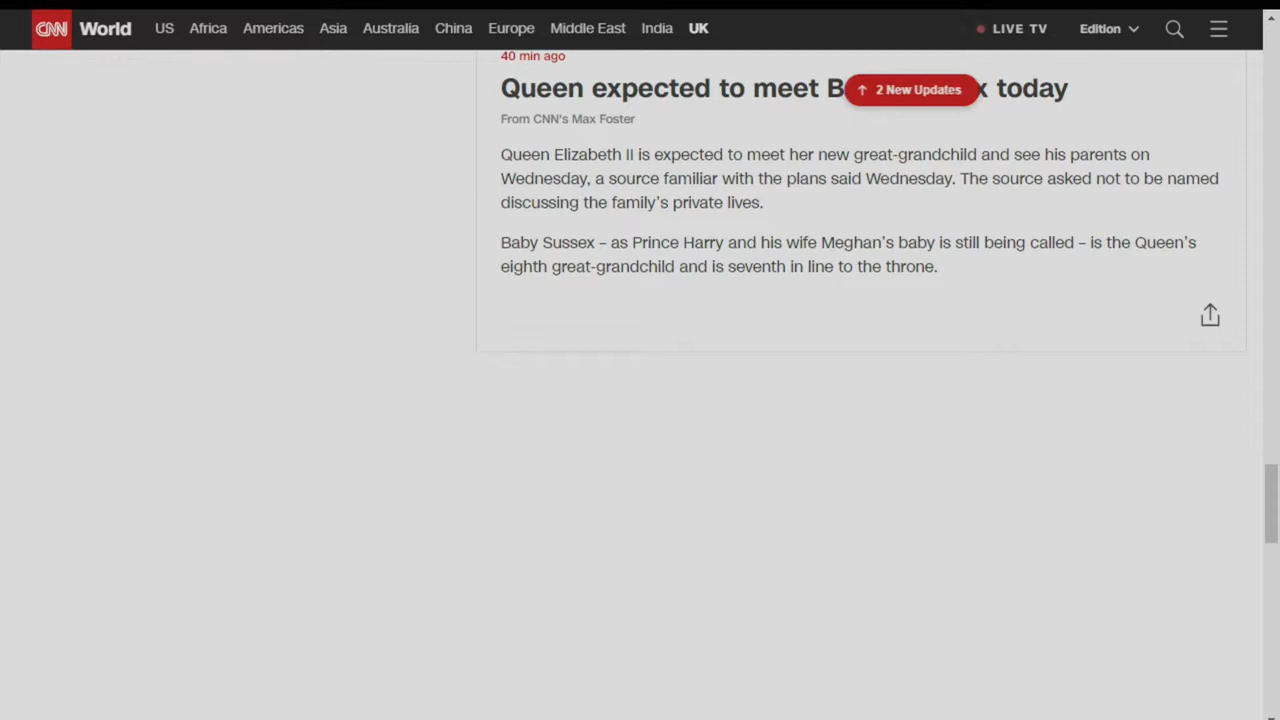 CNN World US Africa Americas Asia Australia China Europe Middle East India UK LIVE TV Edition
40 min ago
Queen expected to meet B x today
2 New Updates
From CNN's Max Foster
Queen Elizabeth II is expected to meet her new great-grandchild and see his parents on
Wednesday, a source familiar with the plans said Wednesday. The source asked not to be named
discussing the family's private lives.
Baby Sussex – as Prince Harry and his wife Meghan's baby is still being called – is the Queen's
eighth great-grandchild and is seventh in line to the throne.